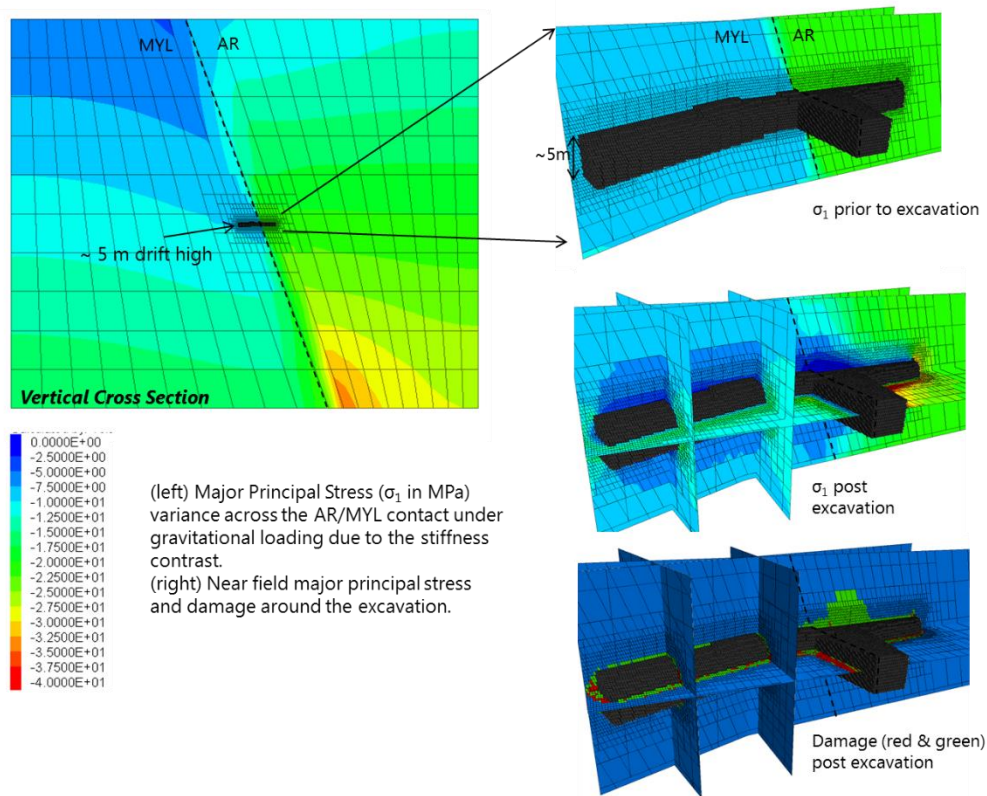 MYL
AR
~ 5 m drift high
Vertical Cross Section
MYL
AR
~5m
σ₁ prior to excavation
σ₁ post
excavation
0.0000E+00
-2.5000E+00
-5.0000E+00
-7.5000E+00
-1.0000E+01
-1.2500E+01
-1.5000E+01
-1.7500E+01
-2.0000E+01
-2.2500E+01
-2.5000E+01
-2.7500E+01
-3.0000E+01
-3.2500E+01
-3.5000E+01
-3.7500E+01
-4.0000E+01
(left) Major Principal Stress (σ₁ in MPa)
variance across the AR/MYL contact under
gravitational loading due to the stiffness
contrast.
(right) Near field major principal stress
and damage around the excavation.
Damage (red & green)
post excavation